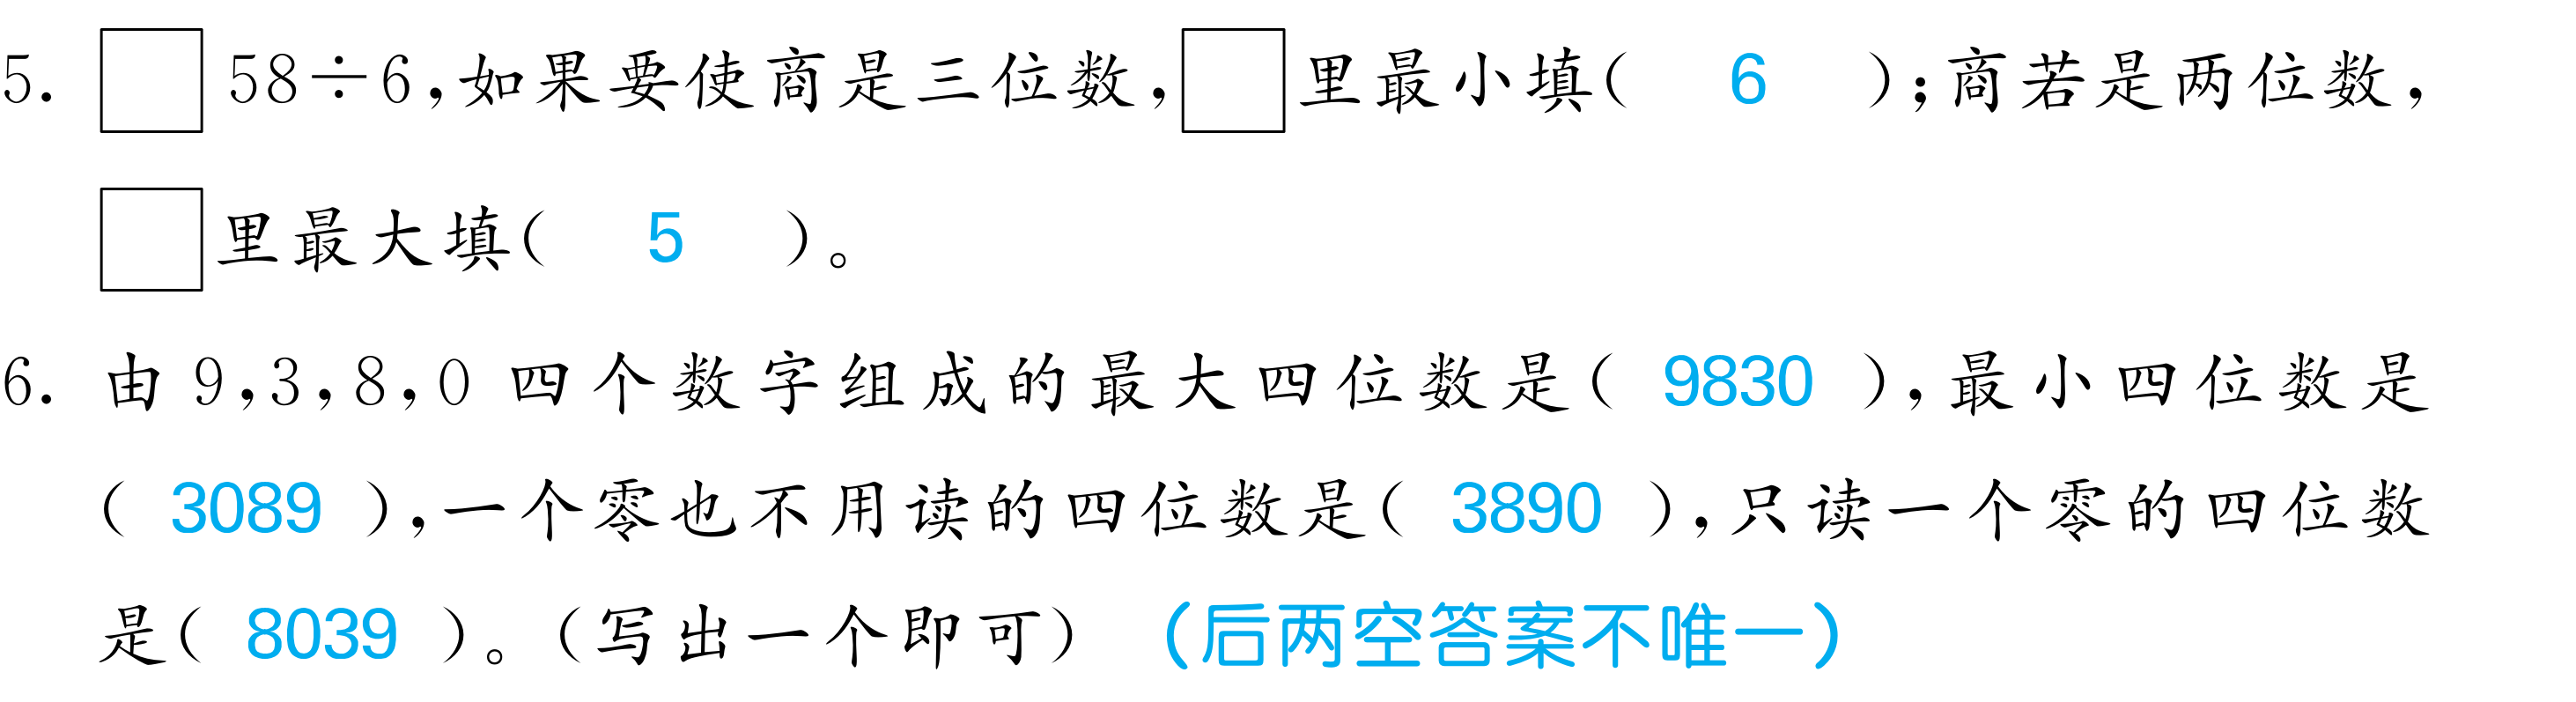 5. □58÷6,如果要使商是三位数,□里最小填( 6 );商若是两位数,
□里最大填( 5 )。
6. 由 9,3,8,0 四个数字组成的最大四位数是( 9830 ),最小四位数是
( 3089 ),一个零也不用读的四位数是( 3890 ),只读一个零的四位数
是( 8039 )。(写出一个即可) (后两空答案不唯一)